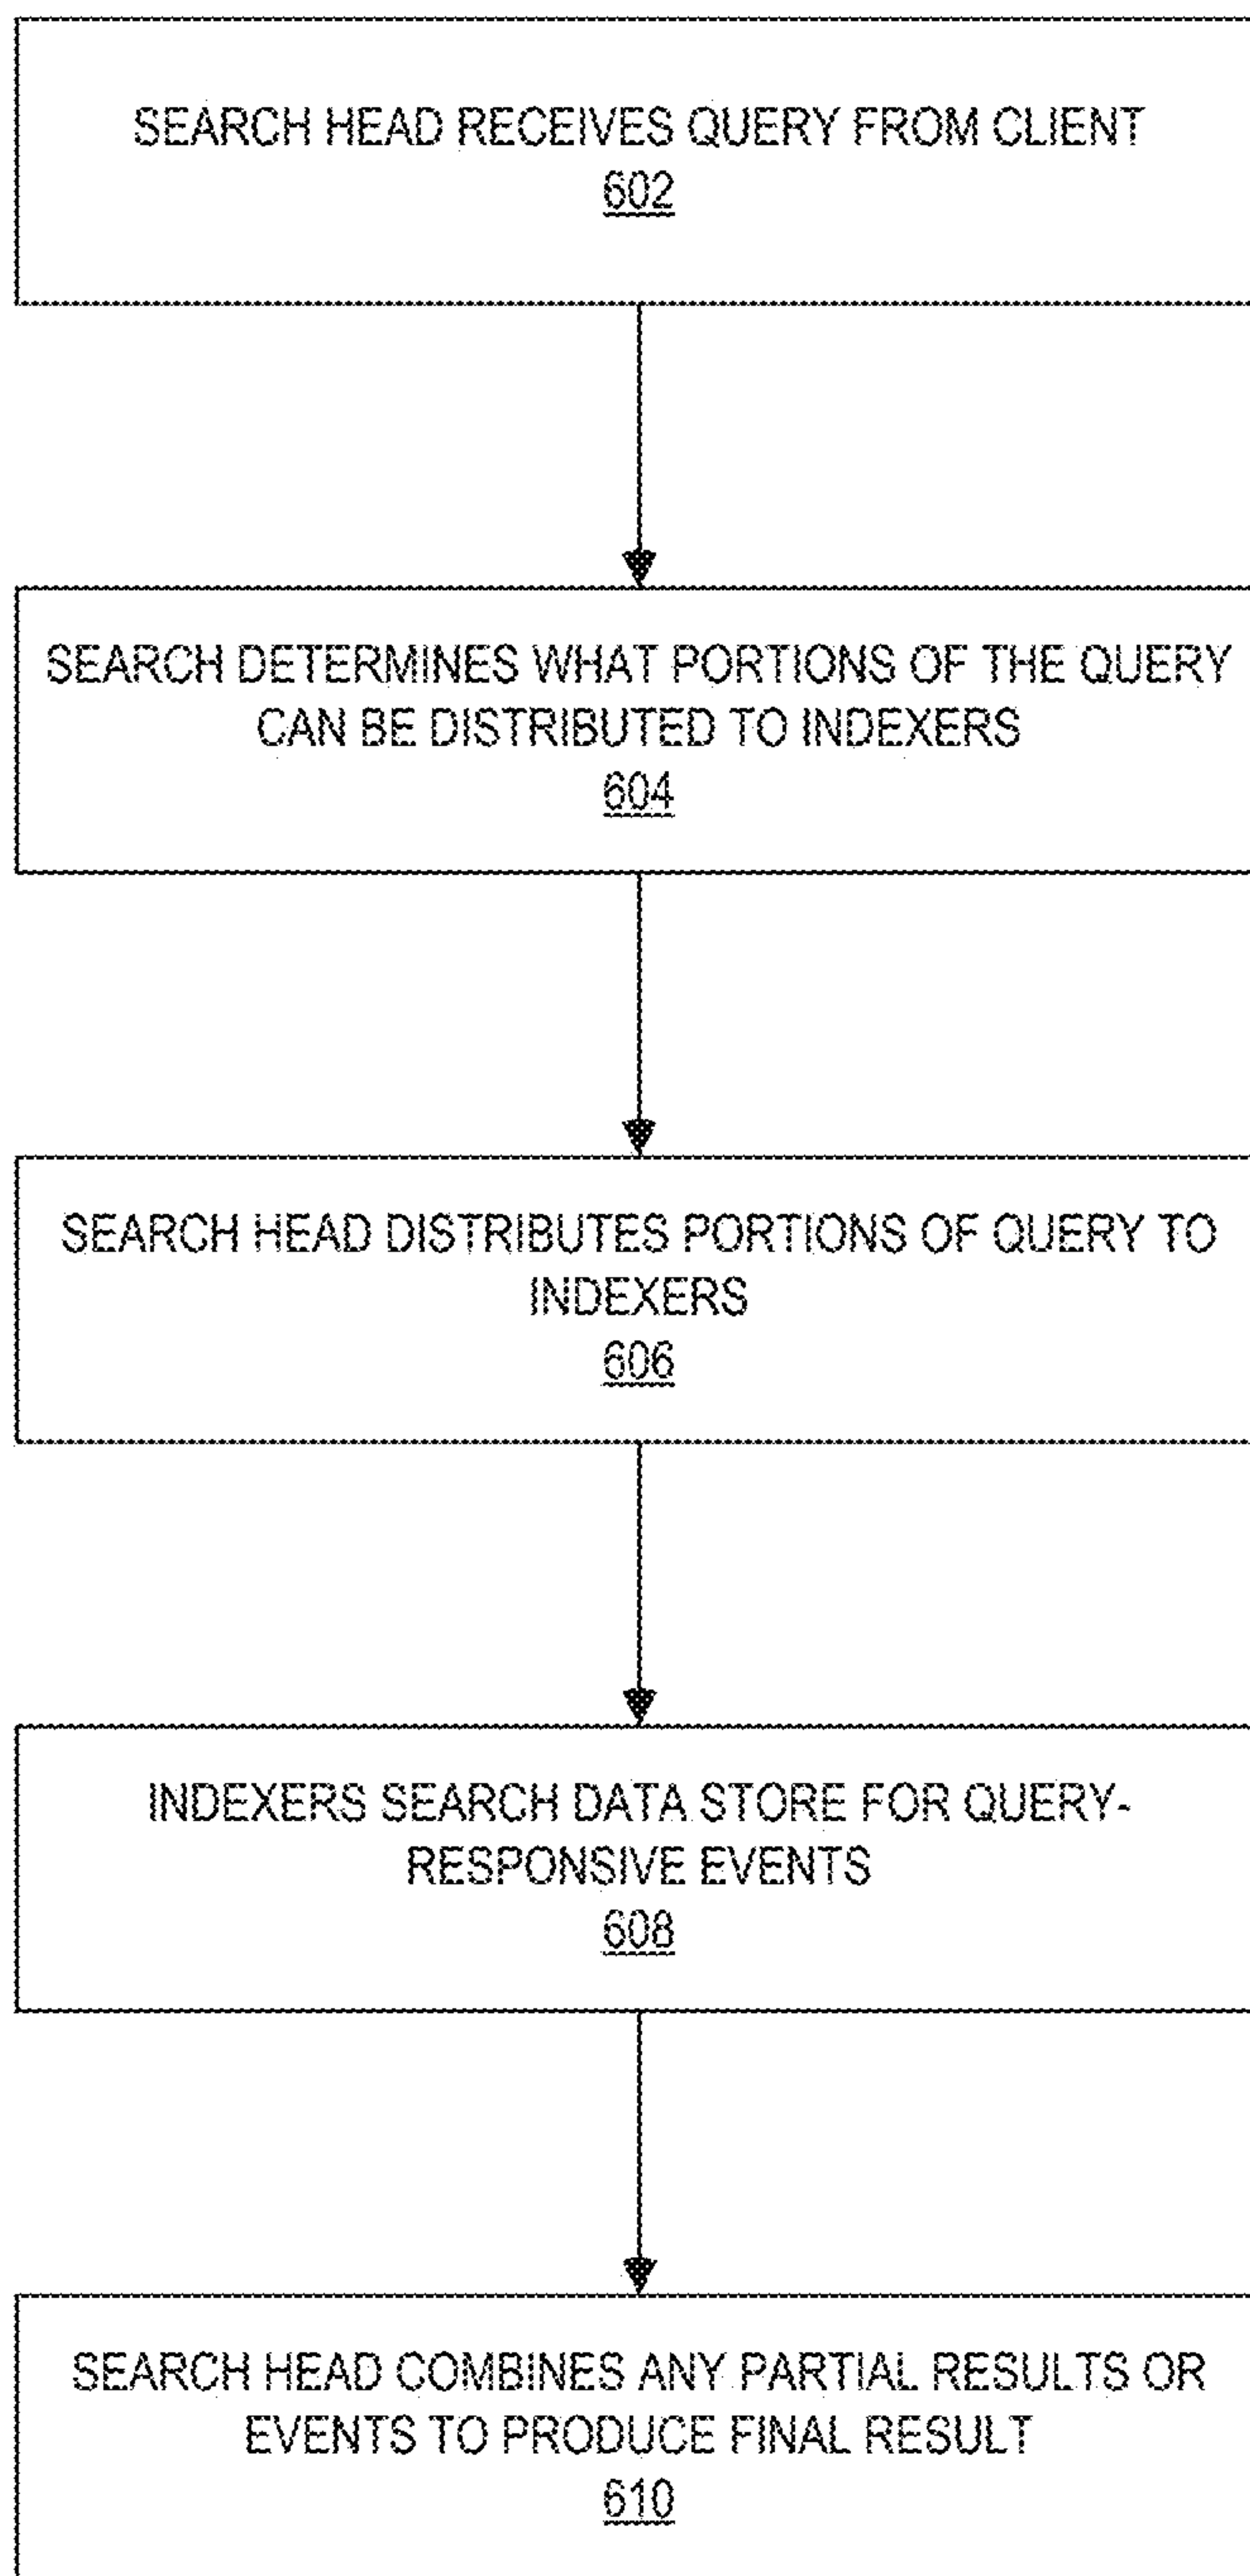 SEARCH HEAD RECEIVES QUERY FROM CLIENT
602
SEARCH DETERMINES WHAT PORTIONS OF THE QUERY
CAN BE DISTRIBUTED TO INDEXERS
604
SEARCH HEAD DISTRIBUTES PORTIONS OF QUERY TO
INDEXERS
606
INDEXERS SEARCH DATA STORE FOR QUERY-
RESPONSIVE EVENTS
608
SEARCH HEAD COMBINES ANY PARTIAL RESULTS OR
EVENTS TO PRODUCE FINAL RESULT
610